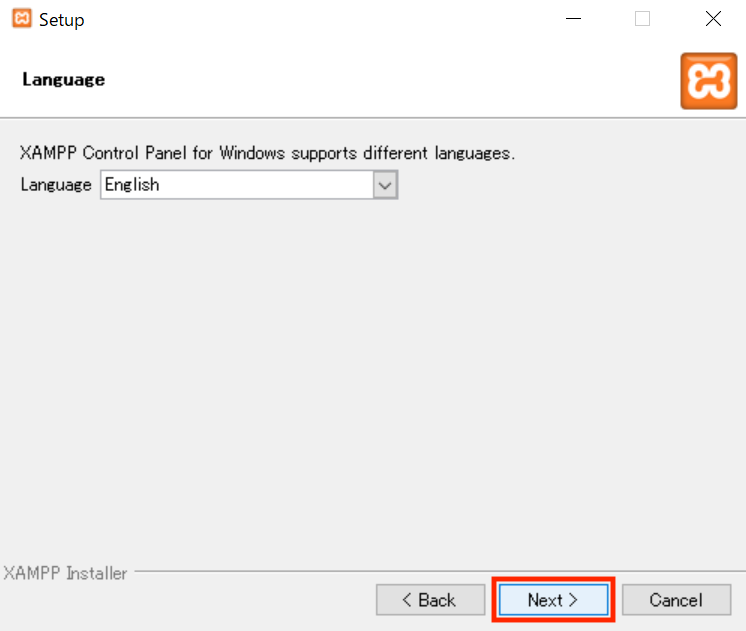 Setup
Language
XAMPP Control Panel for Windows supports different languages.
Language English
XAMPP Installer
< Back Next > Cancel